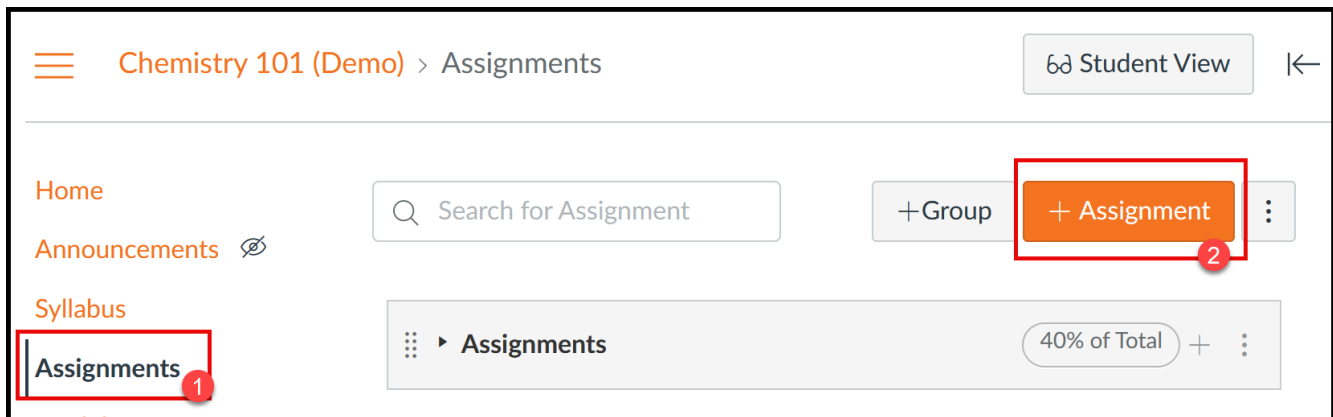 Chemistry 101 (Demo) > Assignments
Student View
Home
Search for Assignment
+Group
+ Assignment
2
Announcements
Syllabus
Assignments
1
Assignments
40% of Total
+